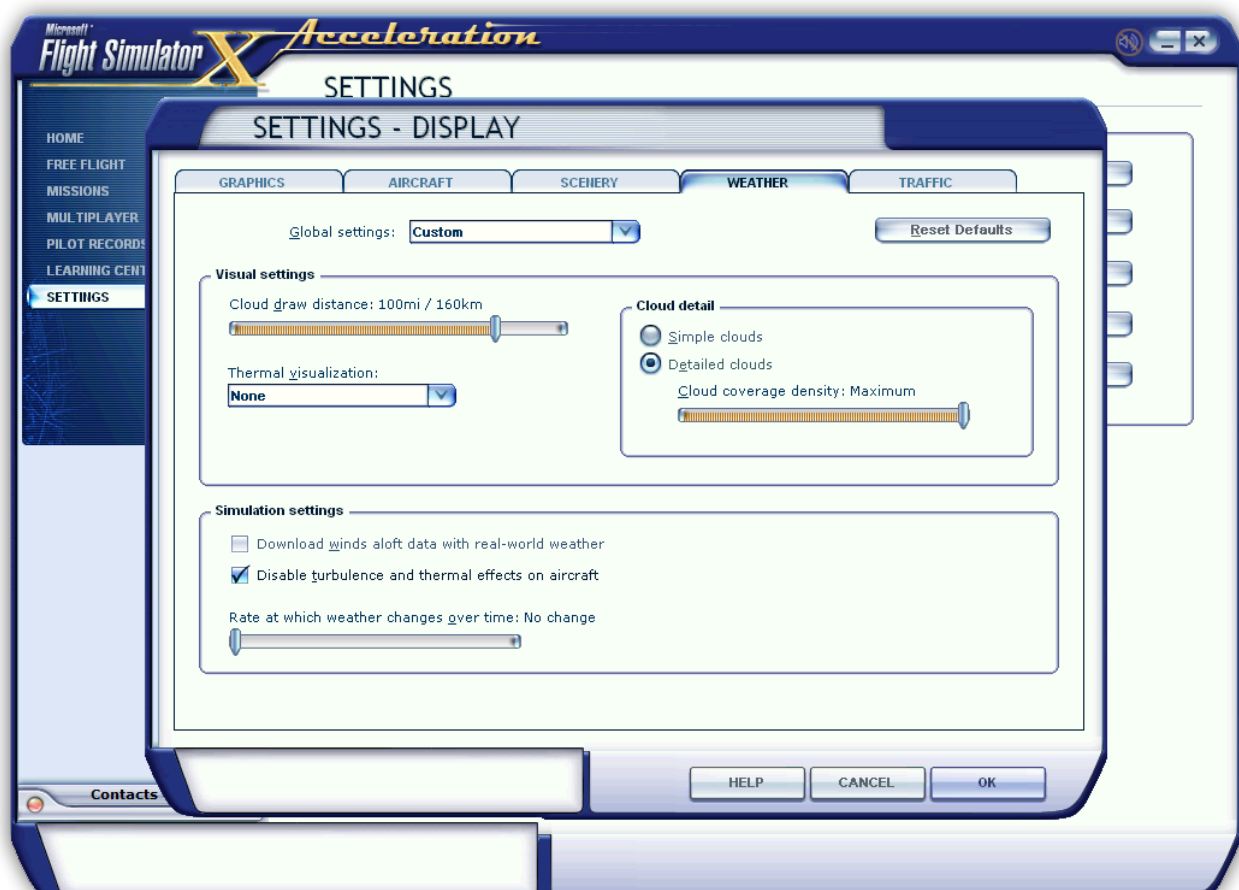 Microsoft
Flight Simulator X Acceleration
SETTINGS
SETTINGS - DISPLAY
HOME
FREE FLIGHT
MISSIONS
MULTIPLAYER
PILOT RECORDS
LEARNING CENT
SETTINGS
GRAPHICS AIRCRAFT SCENERY WEATHER TRAFFIC
Global settings: Custom Reset Defaults
Visual settings
Cloud draw distance: 100mi / 160km
Thermal visualization:
None
Cloud detail
Simple clouds
Detailed clouds
Cloud coverage density: Maximum
Simulation settings
Download winds aloft data with real-world weather
Disable turbulence and thermal effects on aircraft
Rate at which weather changes over time: No change
HELP CANCEL OK
Contacts